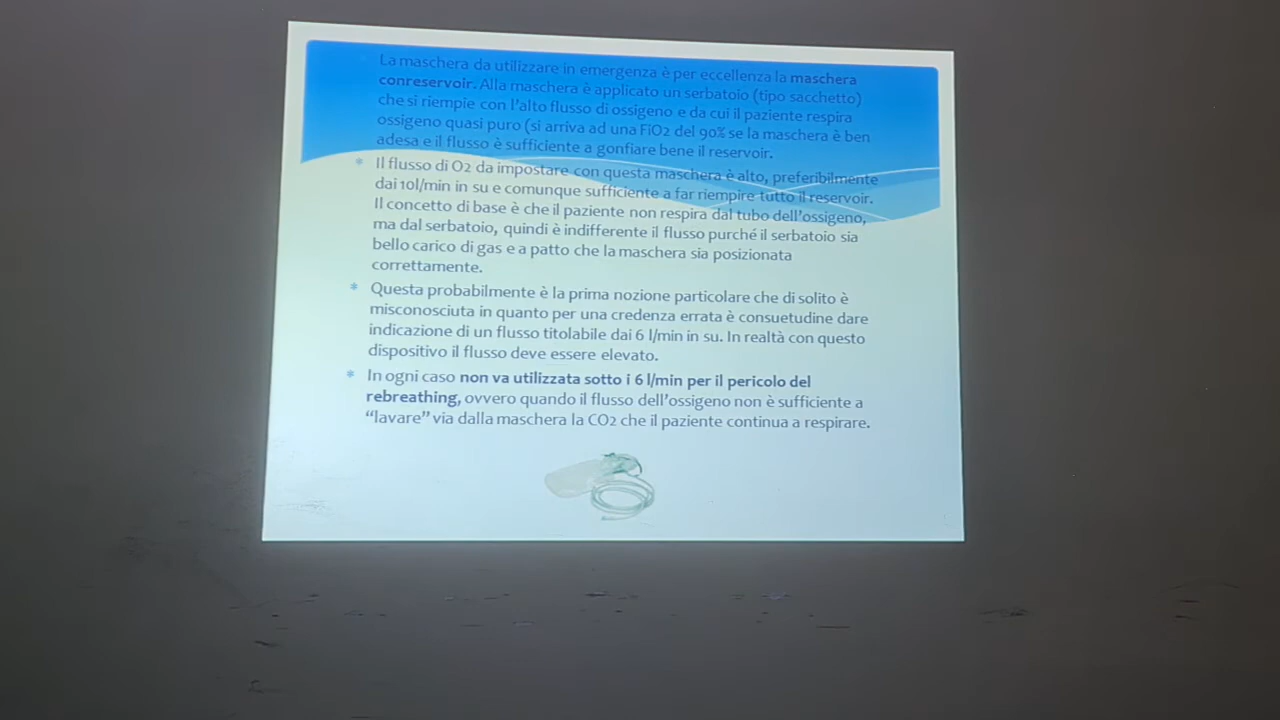 La maschera da utilizzare in emergenza è per eccellenza la maschera
conreservoir. Alla maschera è applicato un serbatoio (tipo sacchetto)
che si riempie con l'alto flusso di ossigeno e da cui il paziente respira
ossigeno quasi puro (si arriva ad una FiO2 del 90% se la maschera è ben
adesa e il flusso è sufficiente a gonfiare bene il reservoir.
* Il flusso di O2 da impostare con questa maschera è alto, preferibilmente
dai 10l/min in su e comunque sufficiente a far riempire tutto il reservoir.
Il concetto di base è che il paziente non respira dal tubo dell'ossigeno,
ma dal serbatoio, quindi è indifferente il flusso purché il serbatoio sia
bello carico di gas e a patto che la maschera sia posizionata
correttamente.
* Questa probabilmente è la prima nozione particolare che di solito è
misconosciuta in quanto per una credenza errata è consuetudine dare
indicazione di un flusso titolabile dai 6 l/min in su. In realtà con questo
dispositivo il flusso deve essere elevato.
* In ogni caso non va utilizzata sotto i 6 l/min per il pericolo del
rebreathing, ovvero quando il flusso dell'ossigeno non è sufficiente a
“lavare” via dalla maschera la CO2 che il paziente continua a respirare.